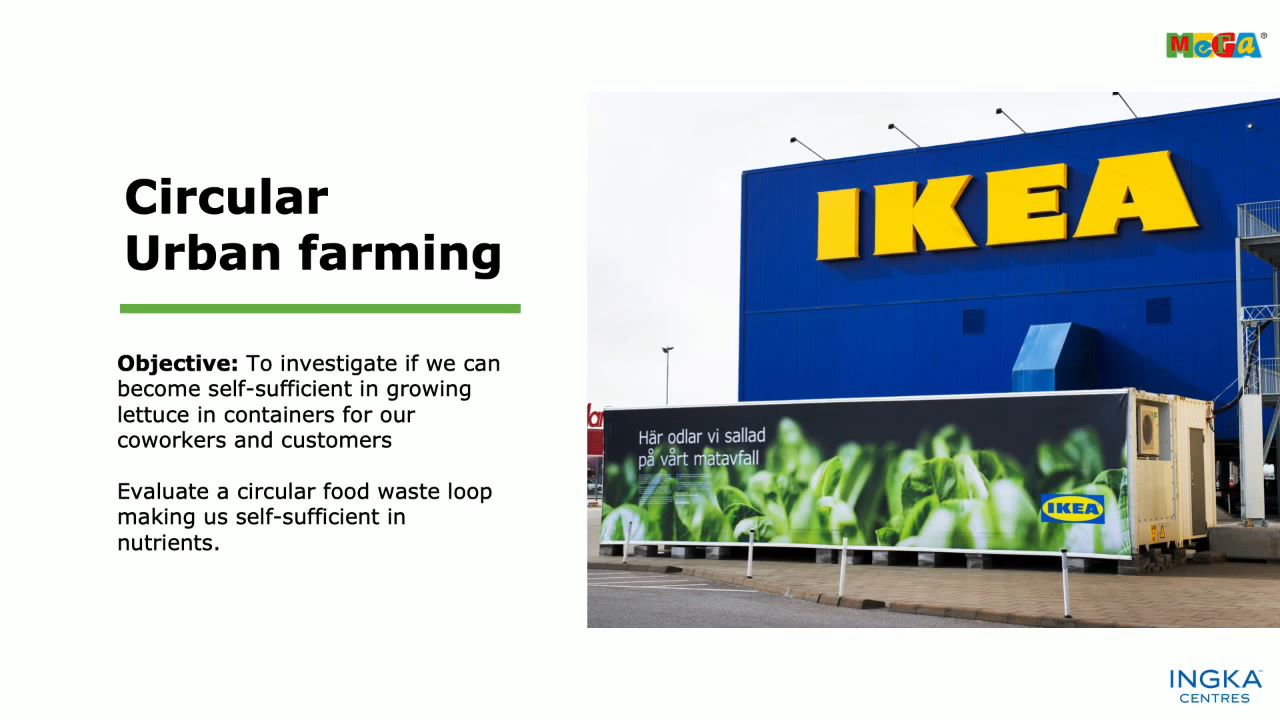 MeGa®
Circular
Urban farming
Objective: To investigate if we can
become self-sufficient in growing
lettuce in containers for our
coworkers and customers
Evaluate a circular food waste loop
making us self-sufficient in
nutrients.
IKEA
Här odlar vi sallad
på vårt matavfall
IKEA
INGKA
CENTRES